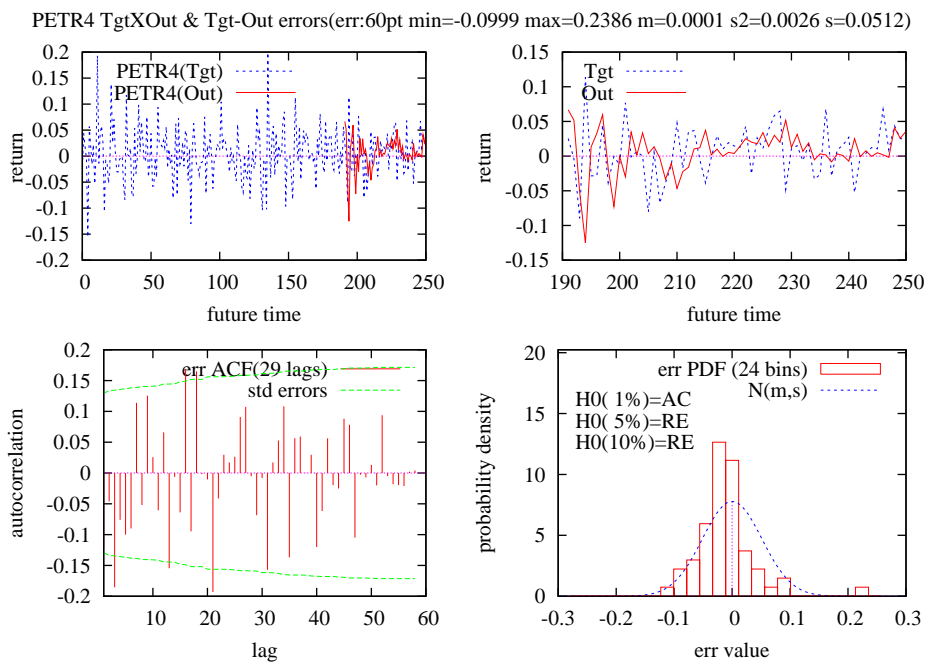 PETR4 TgtXOut & Tgt-Out errors(err:60pt min=-0.0999 max=0.2386 m=0.0001 s2=0.0026 s=0.0512)
0.2
0.15
0.1
0.05
0
-0.05
-0.1
-0.15
-0.2
0 50 100 150 200 250
return
future time
PETR4(Tgt)
PETR4(Out)
0.15
0.1
0.05
0
-0.05
-0.1
-0.15
190 200 210 220 230 240 250
return
future time
Tgt
Out
0.2
0.15
0.1
0.05
0
-0.05
-0.1
-0.15
-0.2
10 20 30 40 50 60
autocorrelation
lag
err ACF(29 lags)
std errors
20
15
10
5
0
-0.3 -0.2 -0.1 0 0.1 0.2 0.3
probability density
err value
err PDF (24 bins)
N(m,s)
H0( 1%)=AC
H0( 5%)=RE
H0(10%)=RE